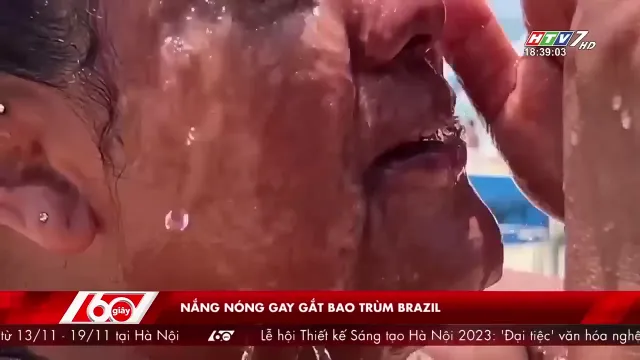 HTV7 HD
18:39:03
60 giây
NẮNG NÓNG GAY GẮT BAO TRÙM BRAZIL
từ 13/11 - 19/11 tại Hà Nội 60 Lễ hội Thiết kế Sáng tạo Hà Nội 2023: 'Đại tiệc' văn hóa nghệ